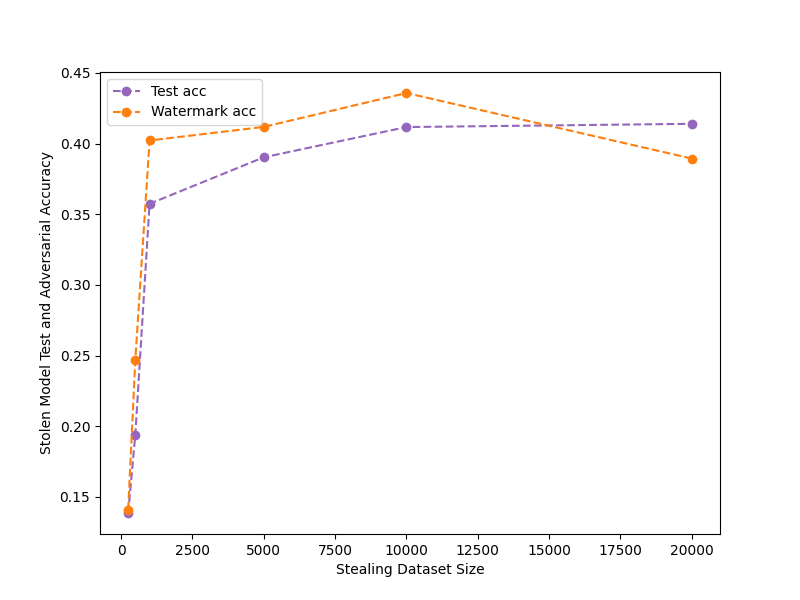 0.45
0.40
0.35
0.30
0.25
0.20
0.15
Stolen Model Test and Adversarial Accuracy
Test acc
Watermark acc
0 2500 5000 7500 10000 12500 15000 17500 20000
Stealing Dataset Size